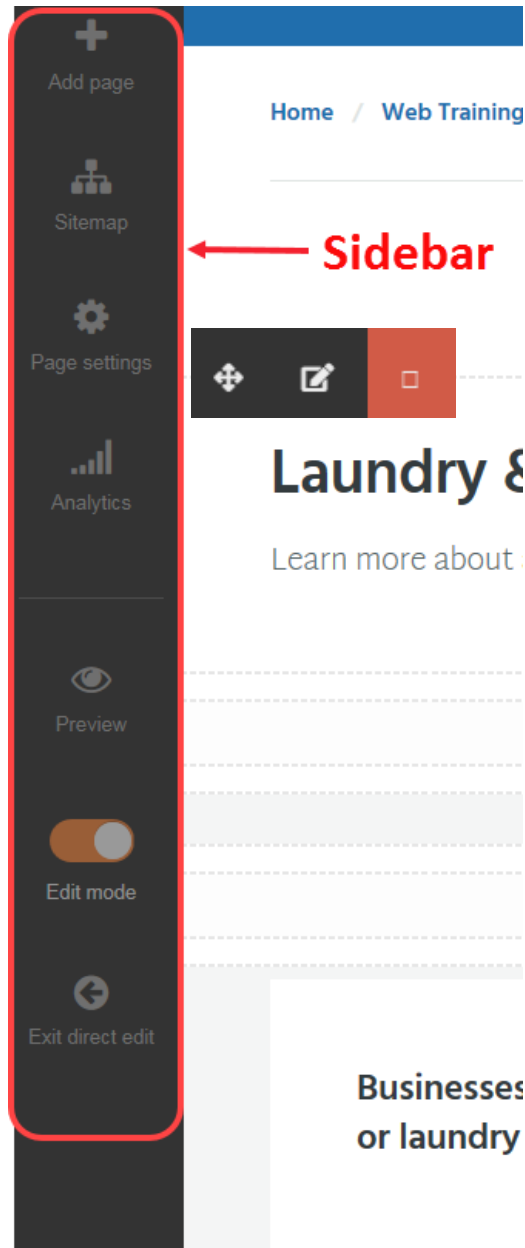 Add page
Home / Web Training
Sitemap
Sidebar
Page settings
Analytics
Laundry &
Learn more about
Preview
Edit mode
Exit direct edit
Businesses
or laundry